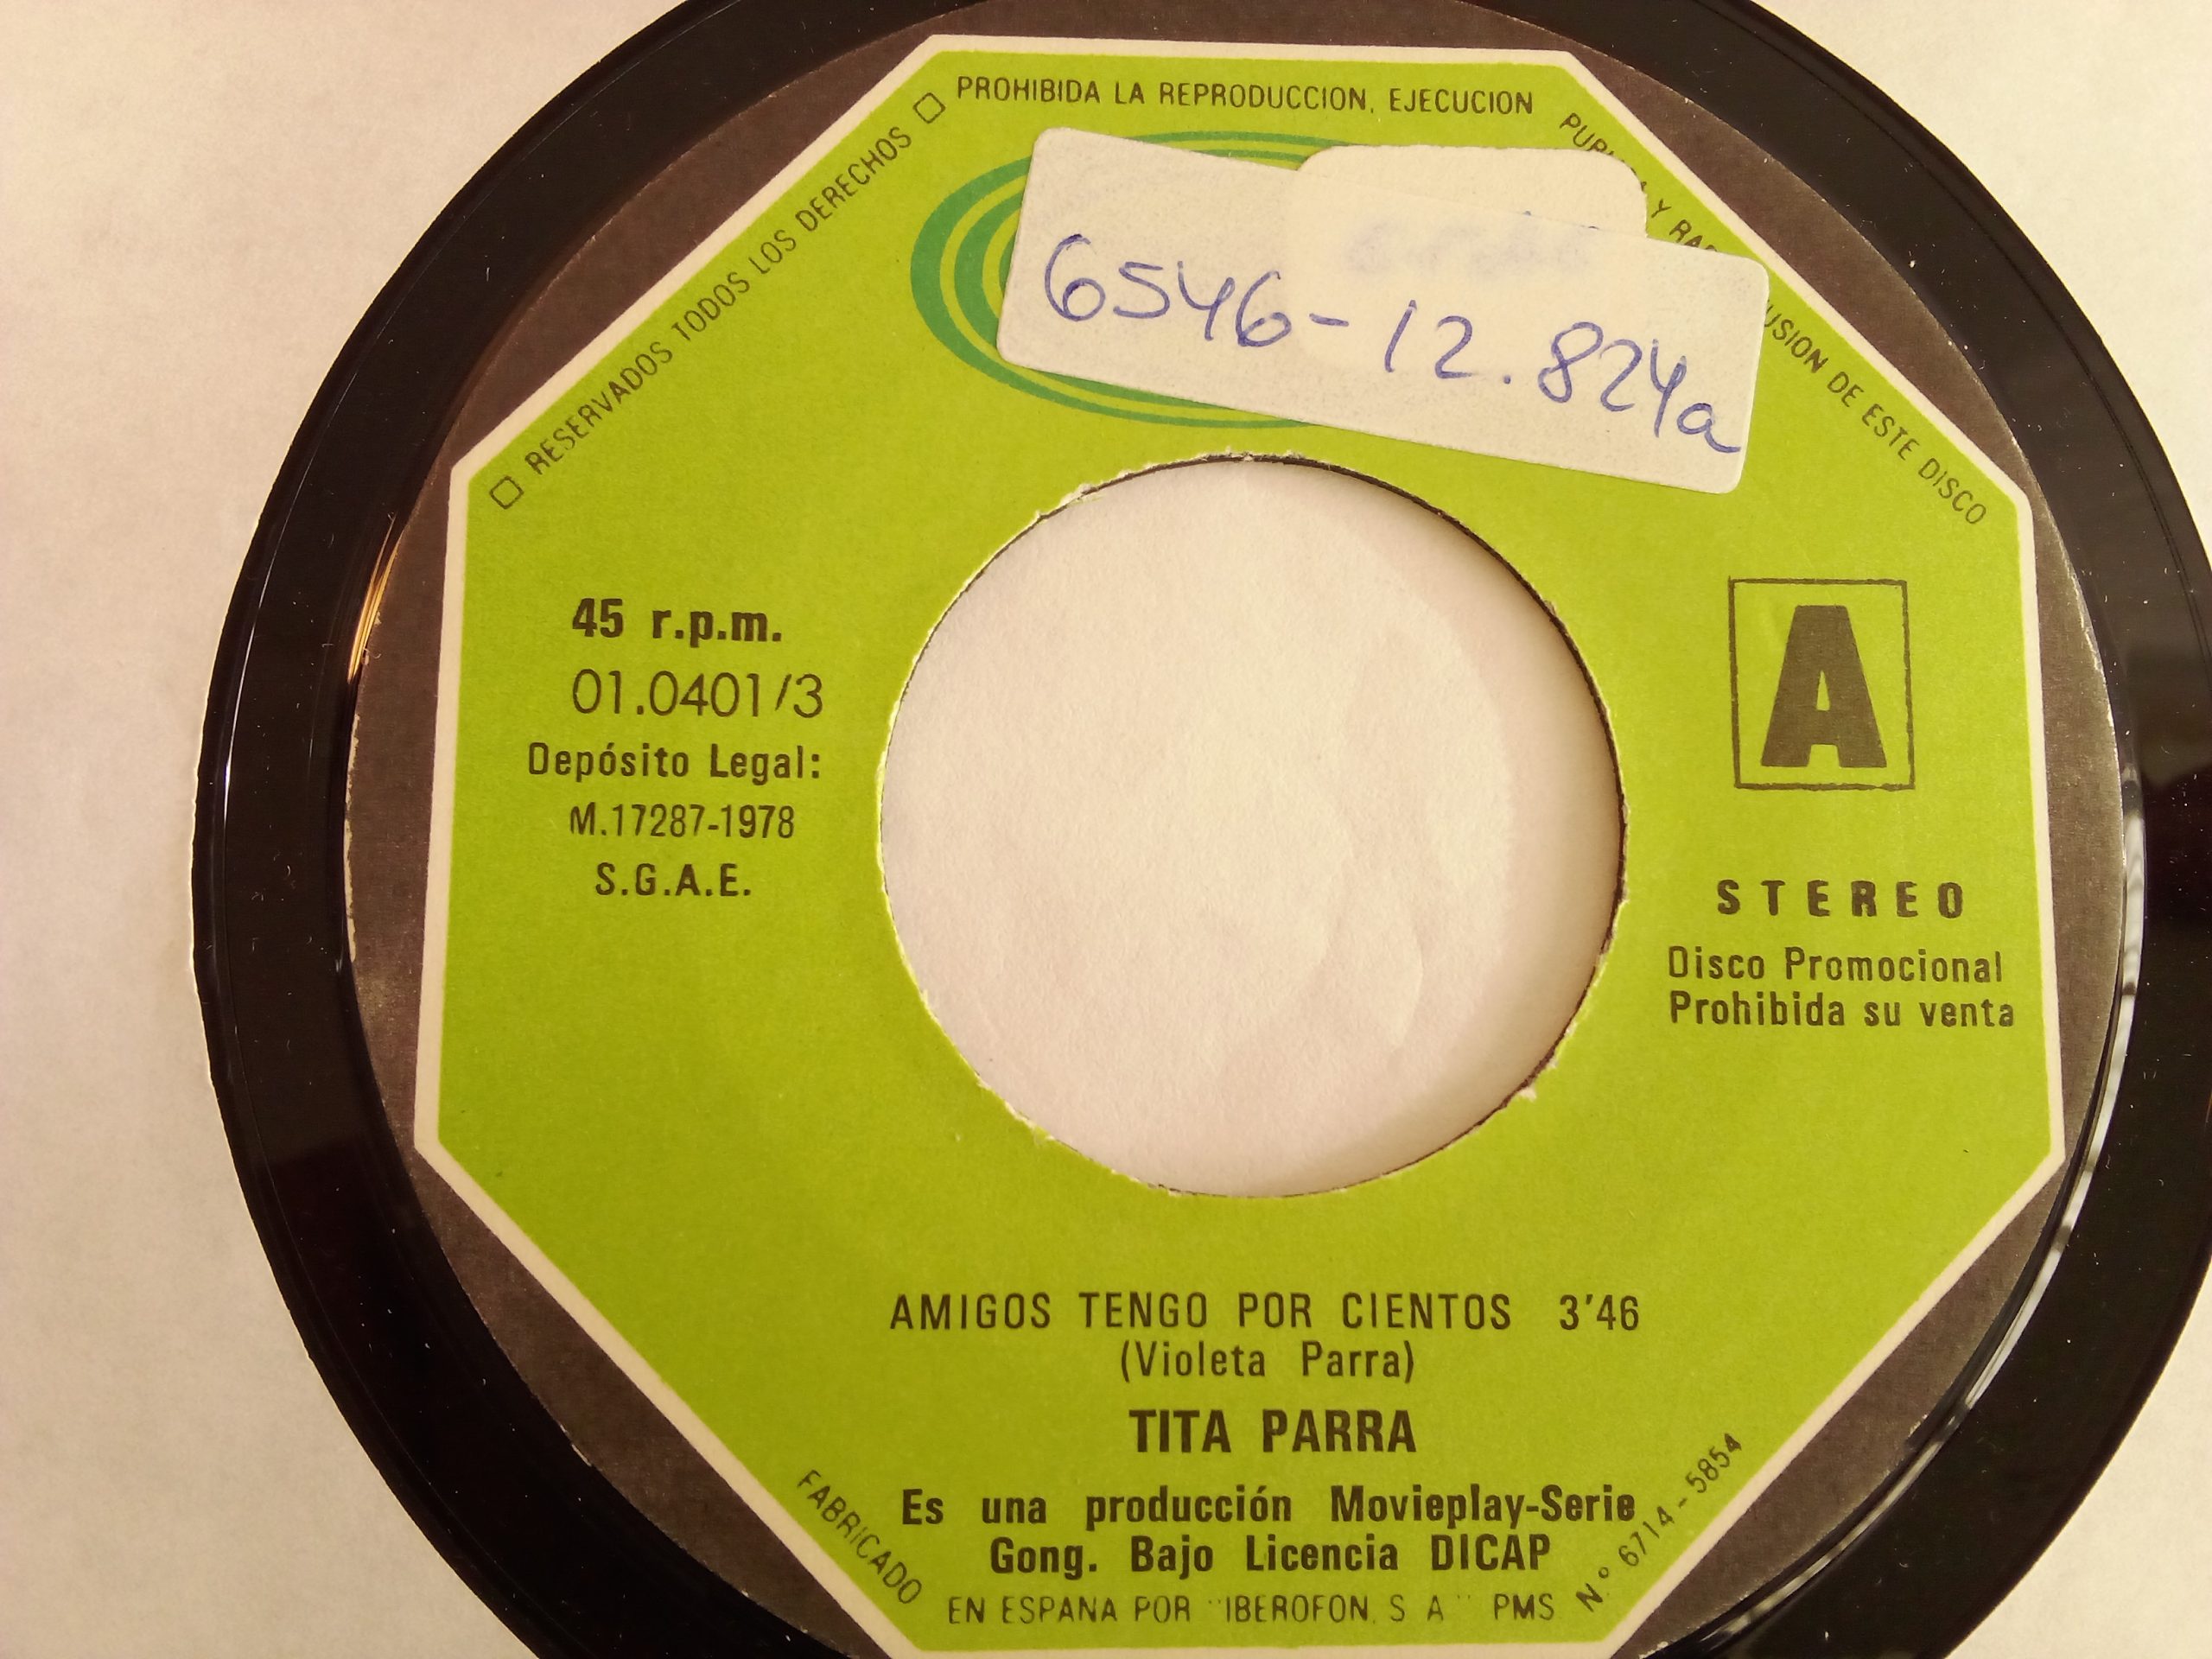 □ RESERVADOS TODOS LOS DERECHOS □ PROHIBIDA LA REPRODUCCION, EJECUCION Y DE ESTE DISCO
6546-12.824a
45 r.p.m.
01.0401/3
Depósito Legal:
M.17287-1978
S.G.A.E.
A
STEREO
Disco Promocional
Prohibida su venta
AMIGOS TENGO POR CIENTOS 3'46
(Violeta Parra)
TITA PARRA
Es una producción Movieplay-Serie
Gong. Bajo Licencia DICAP
FABRICADO EN ESPANA POR "IBEROFON, S A" PMS N.º 6714-5854